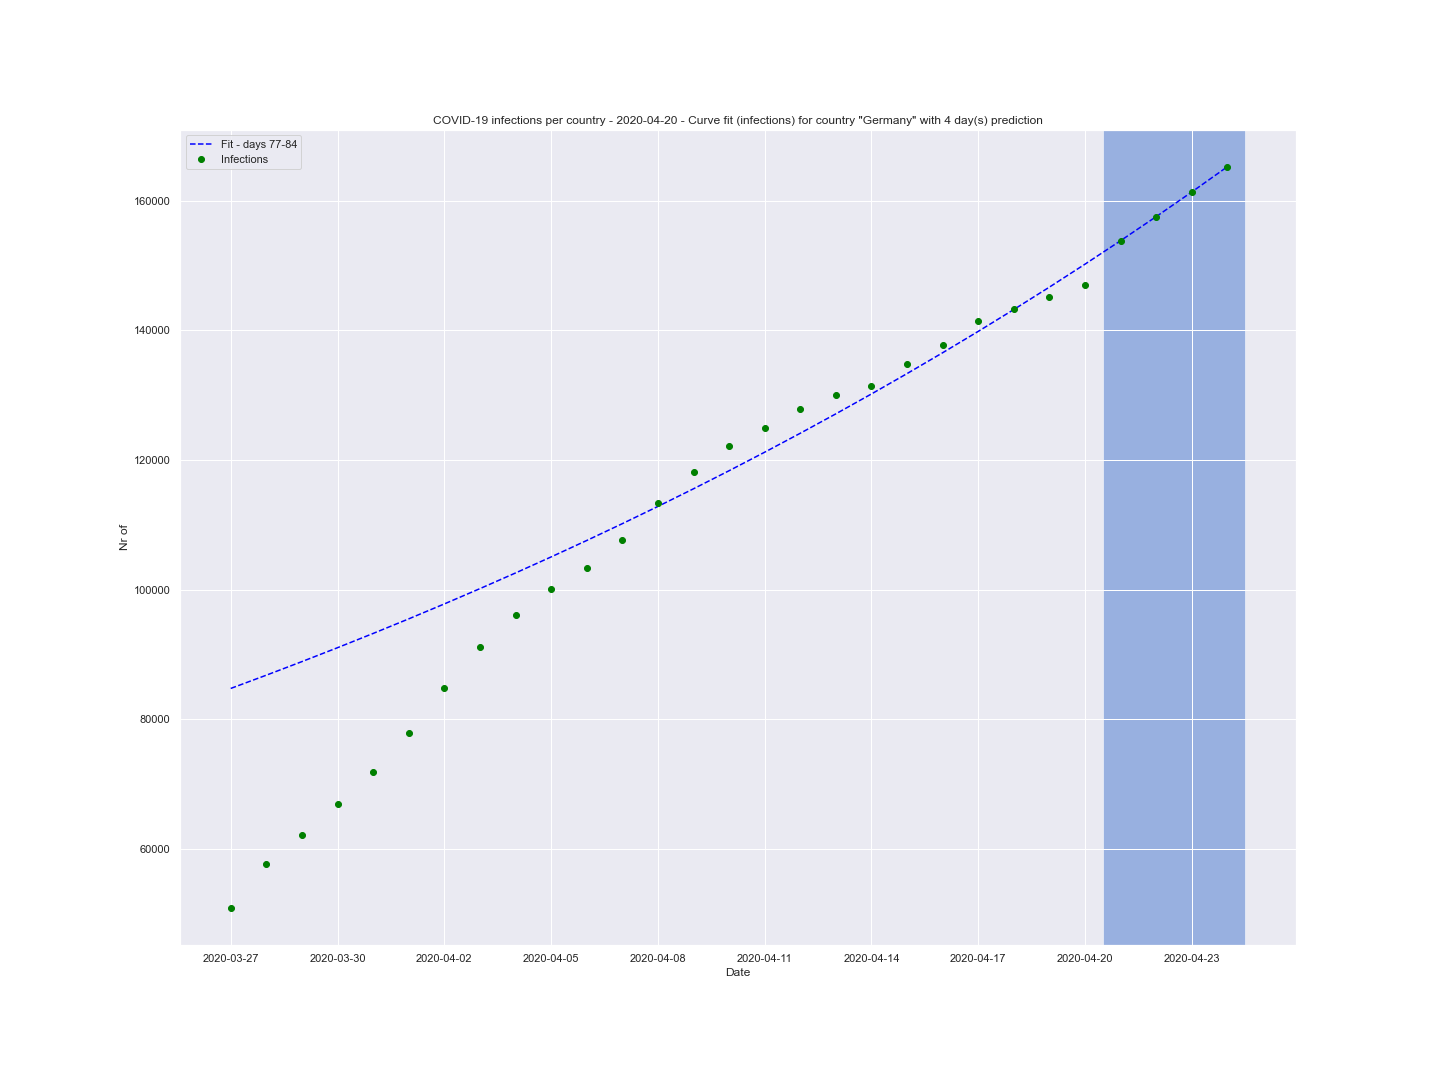 COVID-19 infections per country - 2020-04-20 - Curve fit (infections) for country "Germany" with 4 day(s) prediction
Fit - days 77-84
Infections
160000
140000
120000
100000
80000
60000
Nr of
2020-03-27 2020-03-30 2020-04-02 2020-04-05 2020-04-08 2020-04-11 2020-04-14 2020-04-17 2020-04-20 2020-04-23
Date